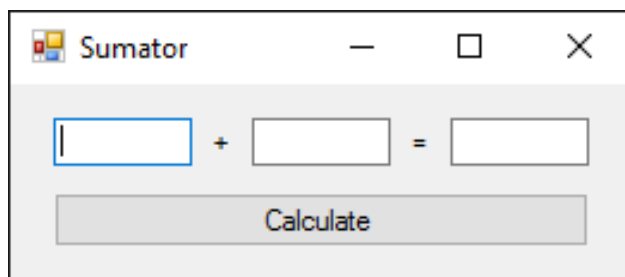 Sumator
+ =
Calculate